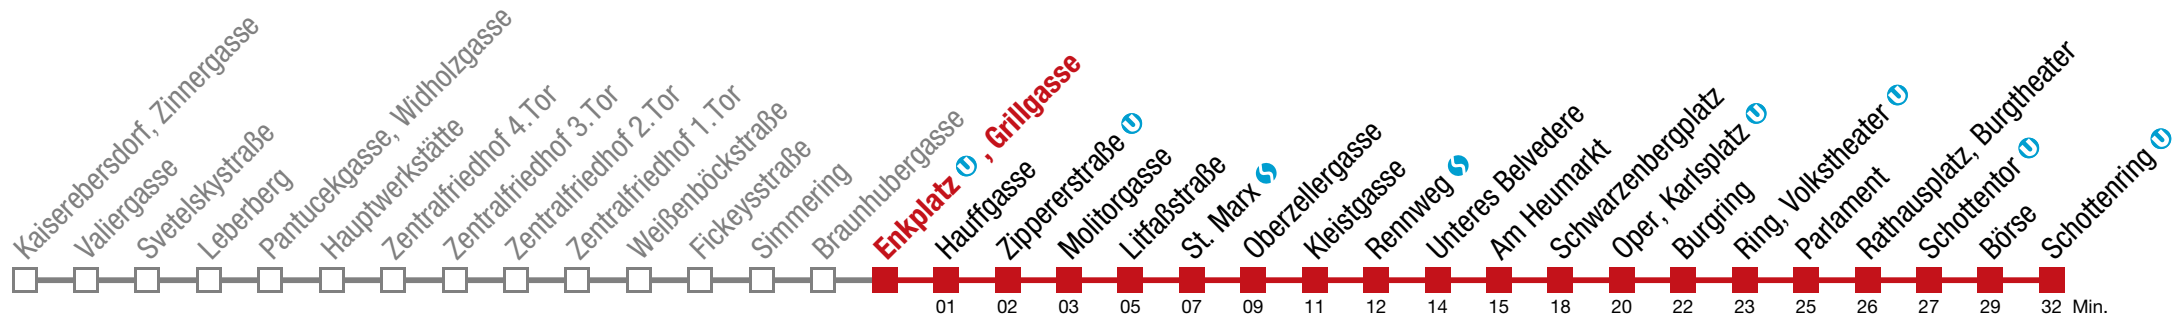 Kaiserebersdorf, Zinnergasse
Valiergasse
Svetelskystraße
Leberberg
Pantucekgasse, Widholzgasse
Hauptwerkstätte
Zentralfriedhof 4.Tor
Zentralfriedhof 3.Tor
Zentralfriedhof 2.Tor
Zentralfriedhof 1.Tor
Weißenböckstraße
Fickeysstraße
Simmering
Braunhubergasse
Enkplatz U , Grillgasse
Hauffgasse
Zippererstraße U
Molitorgasse
Litfaßstraße
St. Marx S
Oberzellergasse
Kleistgasse
Rennweg S
Unteres Belvedere
Am Heumarkt
Schwarzenbergplatz
Oper, Karlsplatz U
Burgring
Ring, Volkstheater U
Parlament
Rathausplatz, Burgtheater
Schottentor U
Börse
Schottenring U
01 02 03 05 07 09 11 12 14 15 18 20 22 23 25 26 27 29 32 Min.